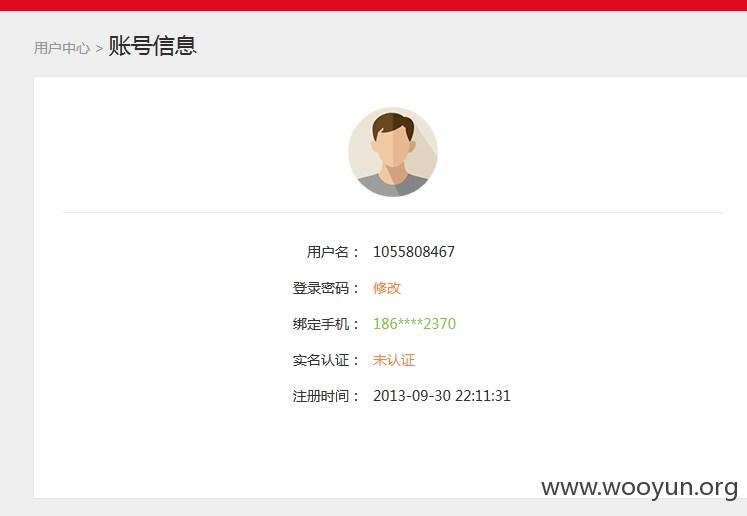 用户中心 > 账号信息
用户名： 1055808467
登录密码： 修改
绑定手机： 186****2370
实名认证： 未认证
注册时间： 2013-09-30 22:11:31
www.wooyun.org